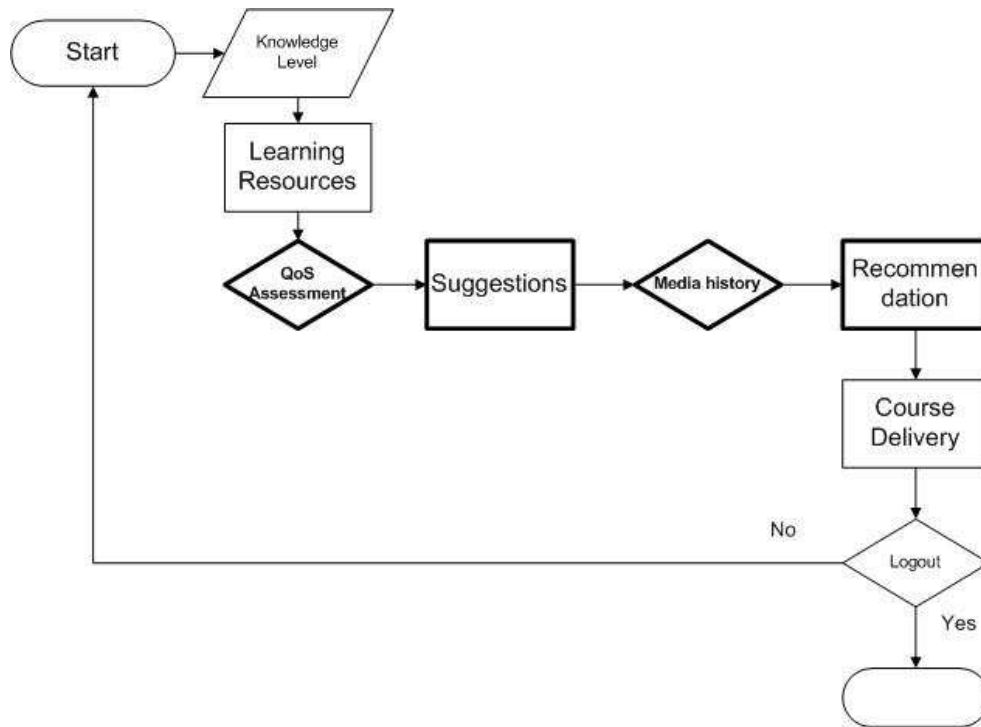 Start
Knowledge
Level
Learning
Resources
QoS
Assessment
Suggestions
Media history
Recommen
dation
Course
Delivery
No
Logout
Yes